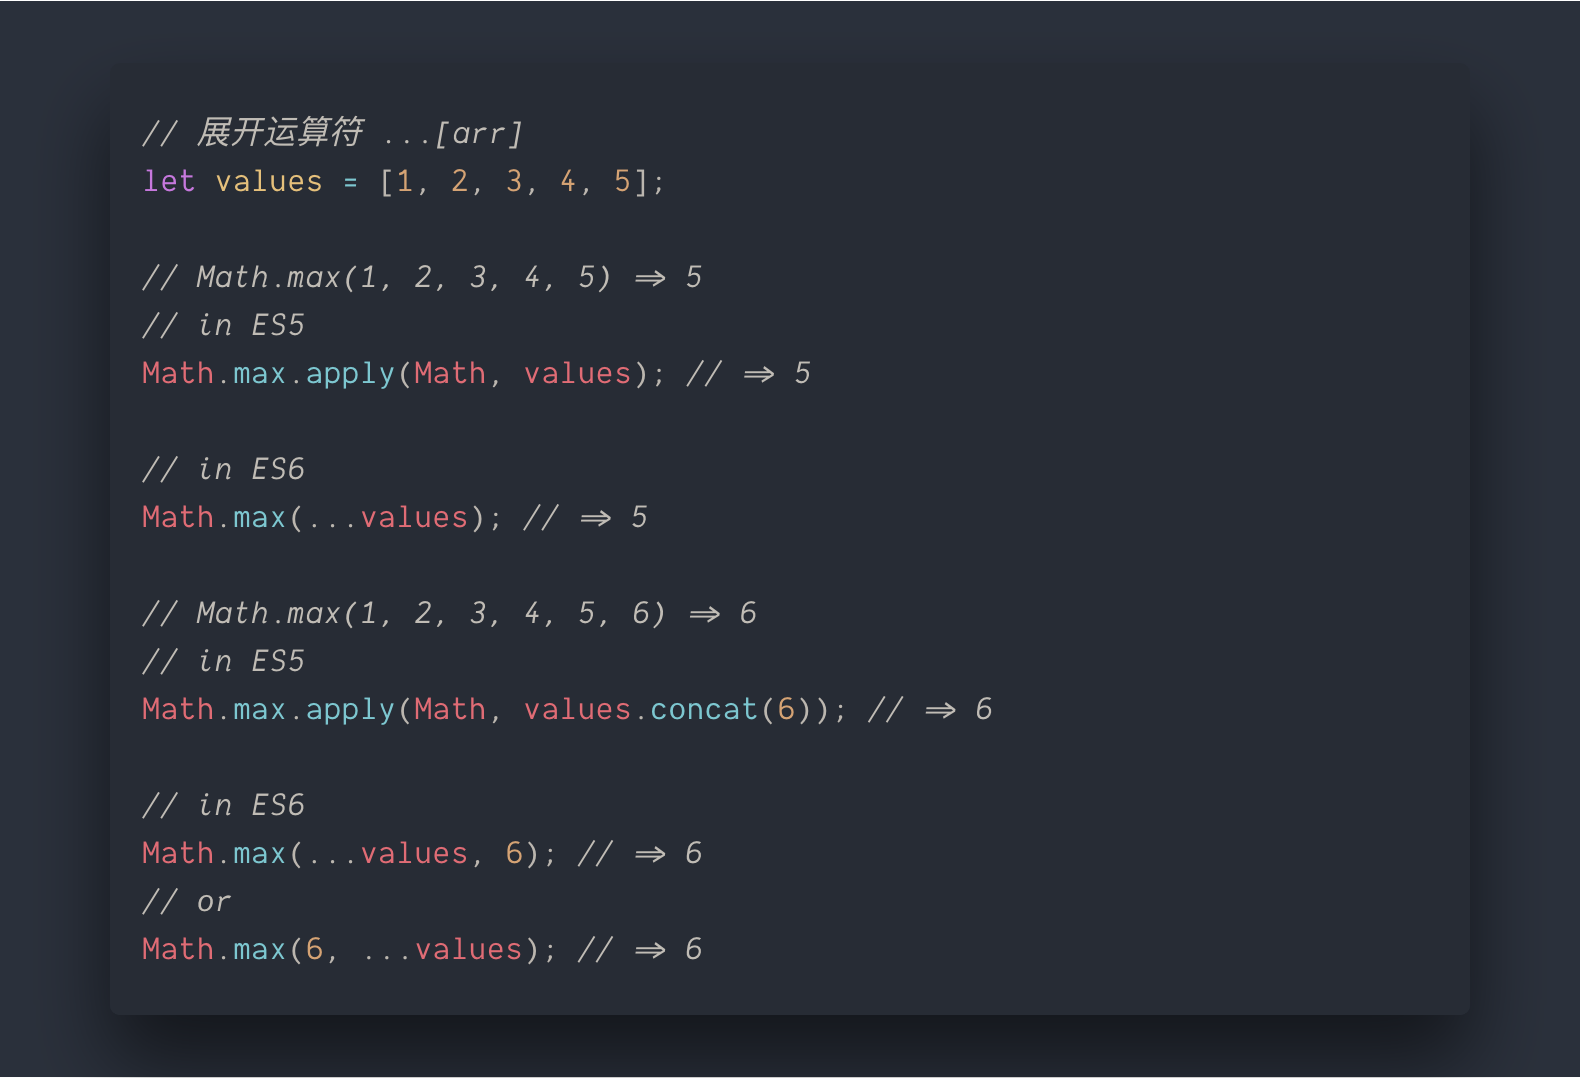 // 展开运算符 ...[arr]
let values = [1, 2, 3, 4, 5];
// Math.max(1, 2, 3, 4, 5) => 5
// in ES5
Math.max.apply(Math, values); // => 5
// in ES6
Math.max(...values); // => 5
// Math.max(1, 2, 3, 4, 5, 6) => 6
// in ES5
Math.max.apply(Math, values.concat(6)); // => 6
// in ES6
Math.max(...values, 6); // => 6
// or
Math.max(6, ...values); // => 6